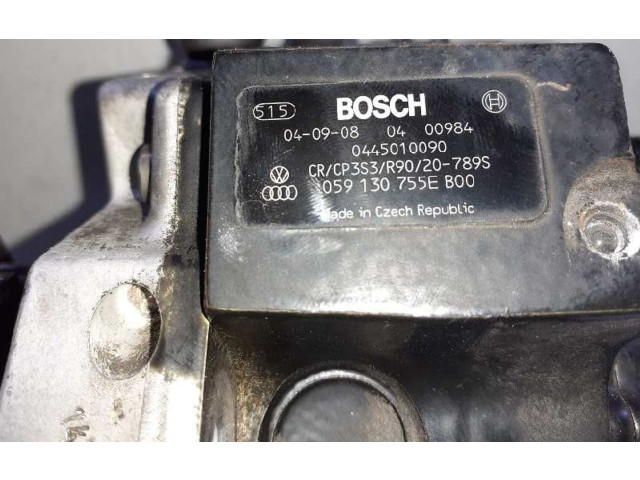 515 BOSCH
04-09-08 04 00984
0445010090
CR/CP3S3/R90/20-789S
059 130 755E B00
Made in Czech Republic